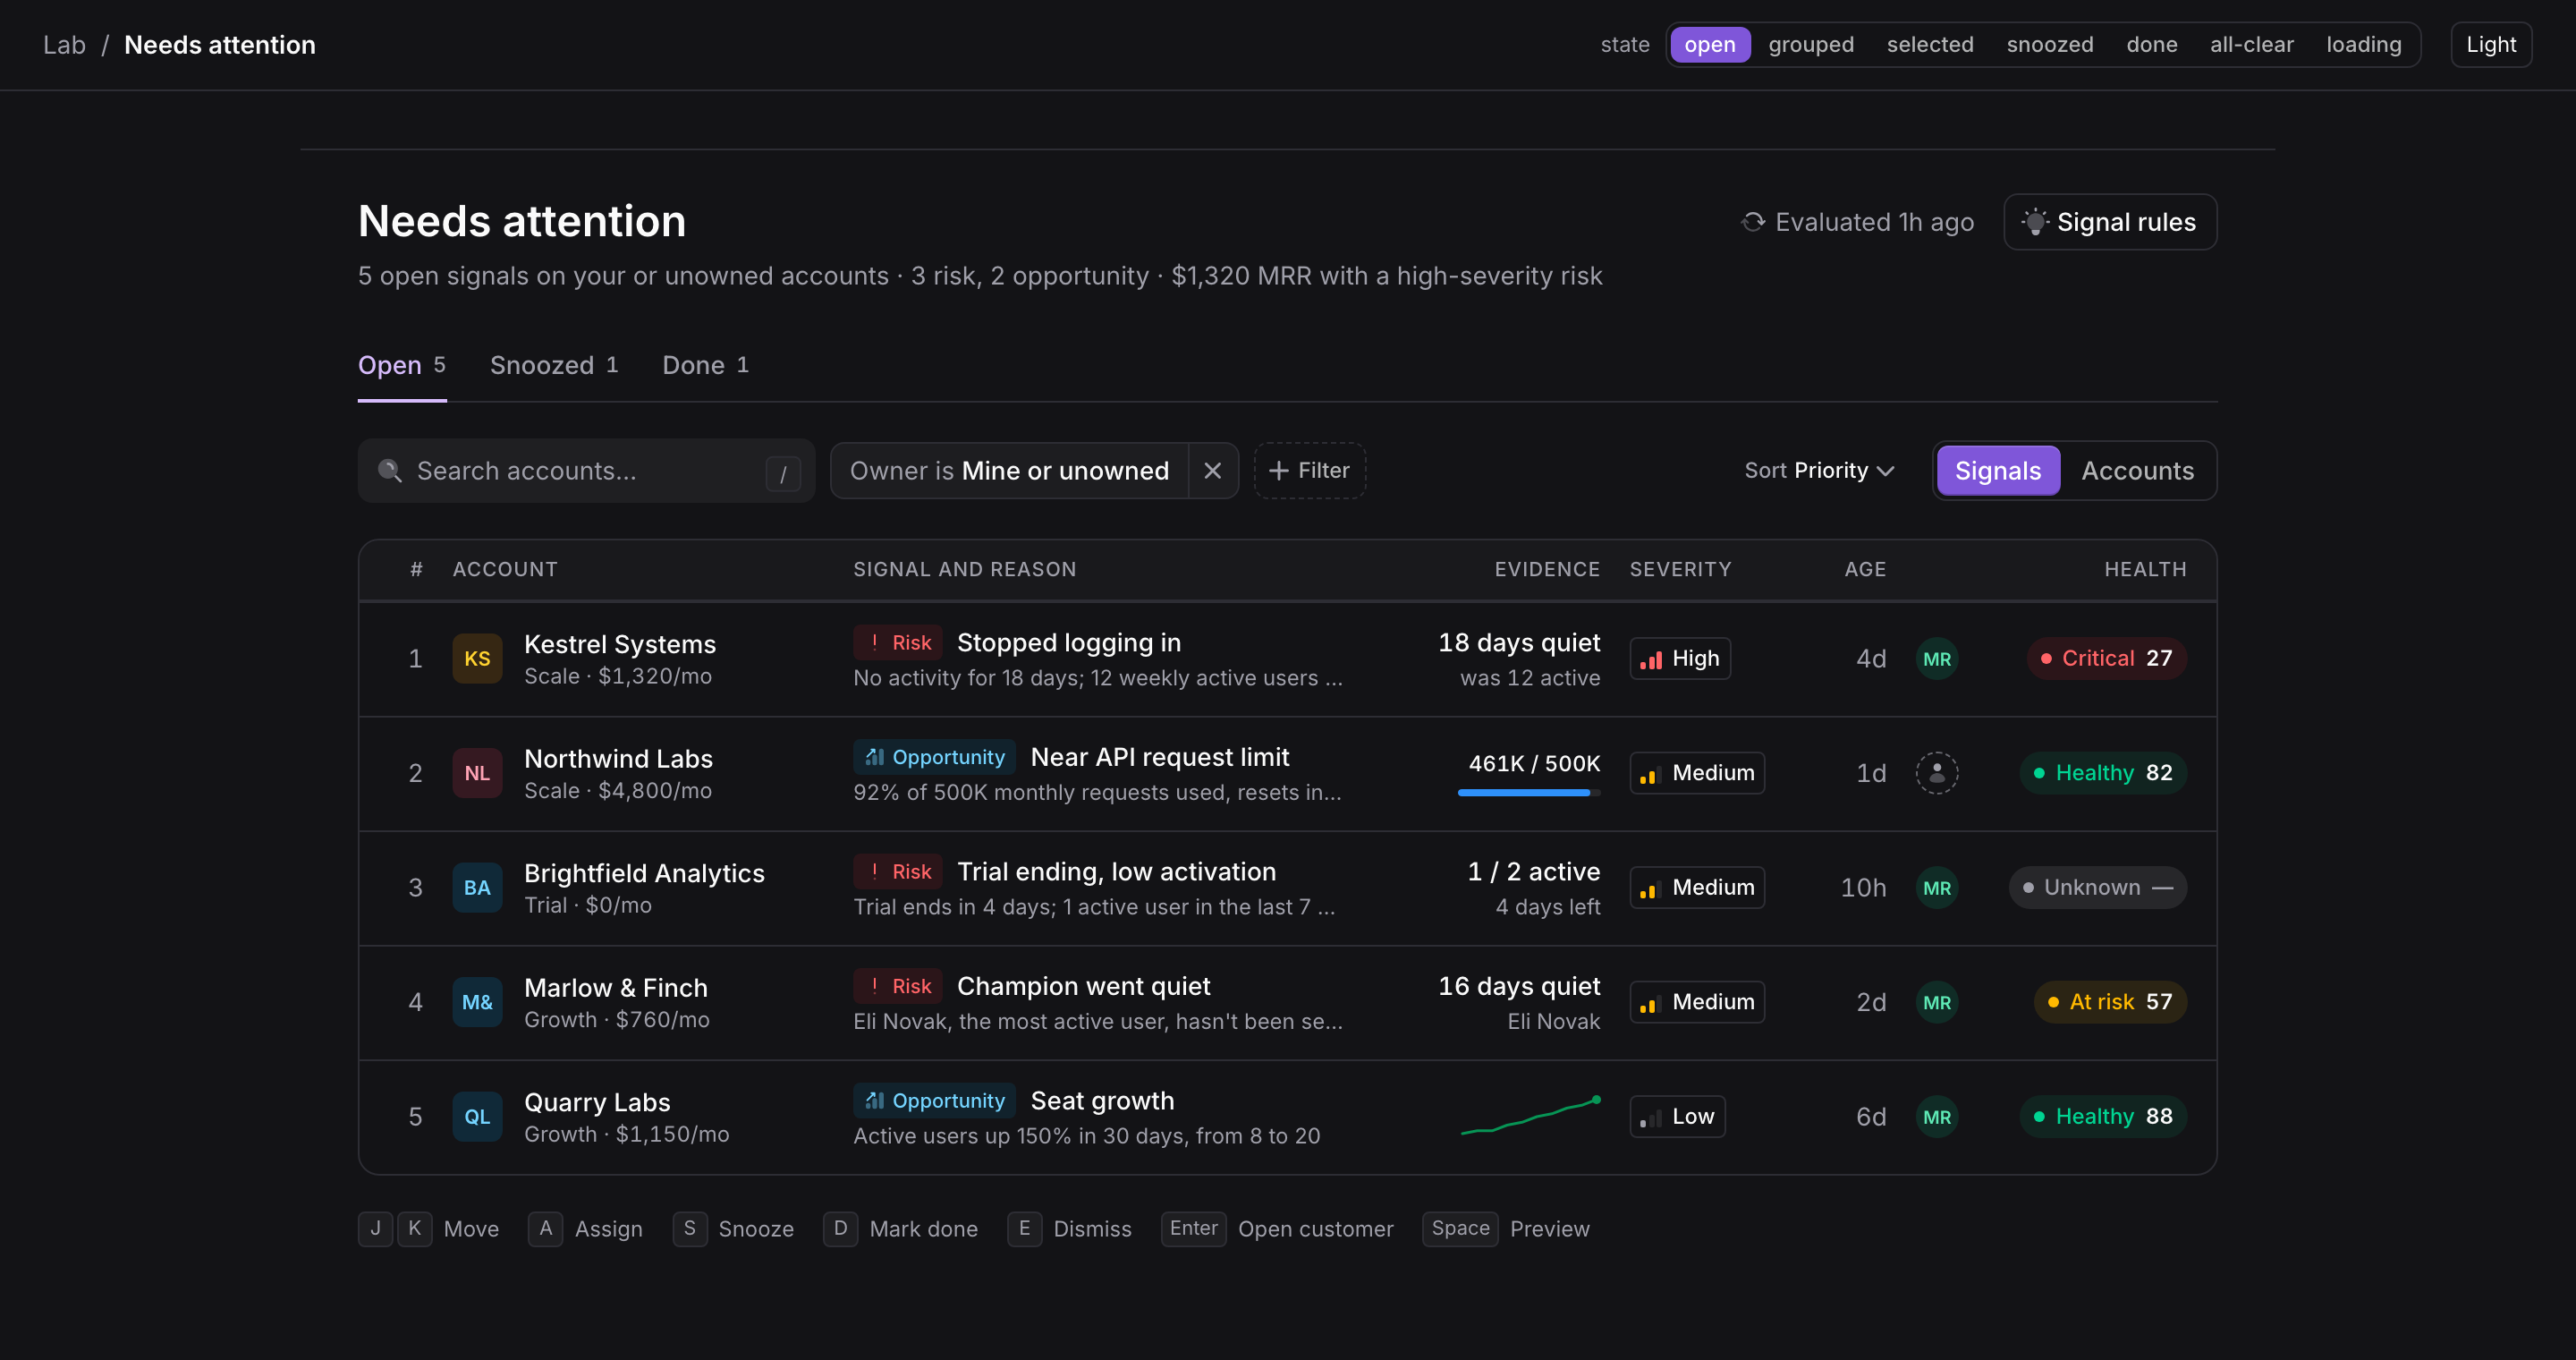 Lab / Needs attention
state open grouped selected snoozed done all-clear loading Light
Needs attention
Evaluated 1h ago Signal rules
5 open signals on your or unowned accounts · 3 risk, 2 opportunity · $1,320 MRR with a high-severity risk
Open 5 Snoozed 1 Done 1
Search accounts... / Owner is Mine or unowned × + Filter Sort Priority Signals Accounts
# ACCOUNT SIGNAL AND REASON EVIDENCE SEVERITY AGE HEALTH
1 KS Kestrel Systems ! Risk Stopped logging in 18 days quiet High 4d MR Critical 27
Scale · $1,320/mo No activity for 18 days; 12 weekly active users ... was 12 active
2 NL Northwind Labs Opportunity Near API request limit 461K / 500K Medium 1d Healthy 82
Scale · $4,800/mo 92% of 500K monthly requests used, resets in...
3 BA Brightfield Analytics ! Risk Trial ending, low activation 1 / 2 active Medium 10h MR Unknown —
Trial · $0/mo Trial ends in 4 days; 1 active user in the last 7 ... 4 days left
4 M& Marlow & Finch ! Risk Champion went quiet 16 days quiet Medium 2d MR At risk 57
Growth · $760/mo Eli Novak, the most active user, hasn't been se... Eli Novak
5 QL Quarry Labs Opportunity Seat growth Low 6d MR Healthy 88
Growth · $1,150/mo Active users up 150% in 30 days, from 8 to 20
J K Move A Assign S Snooze D Mark done E Dismiss Enter Open customer Space Preview